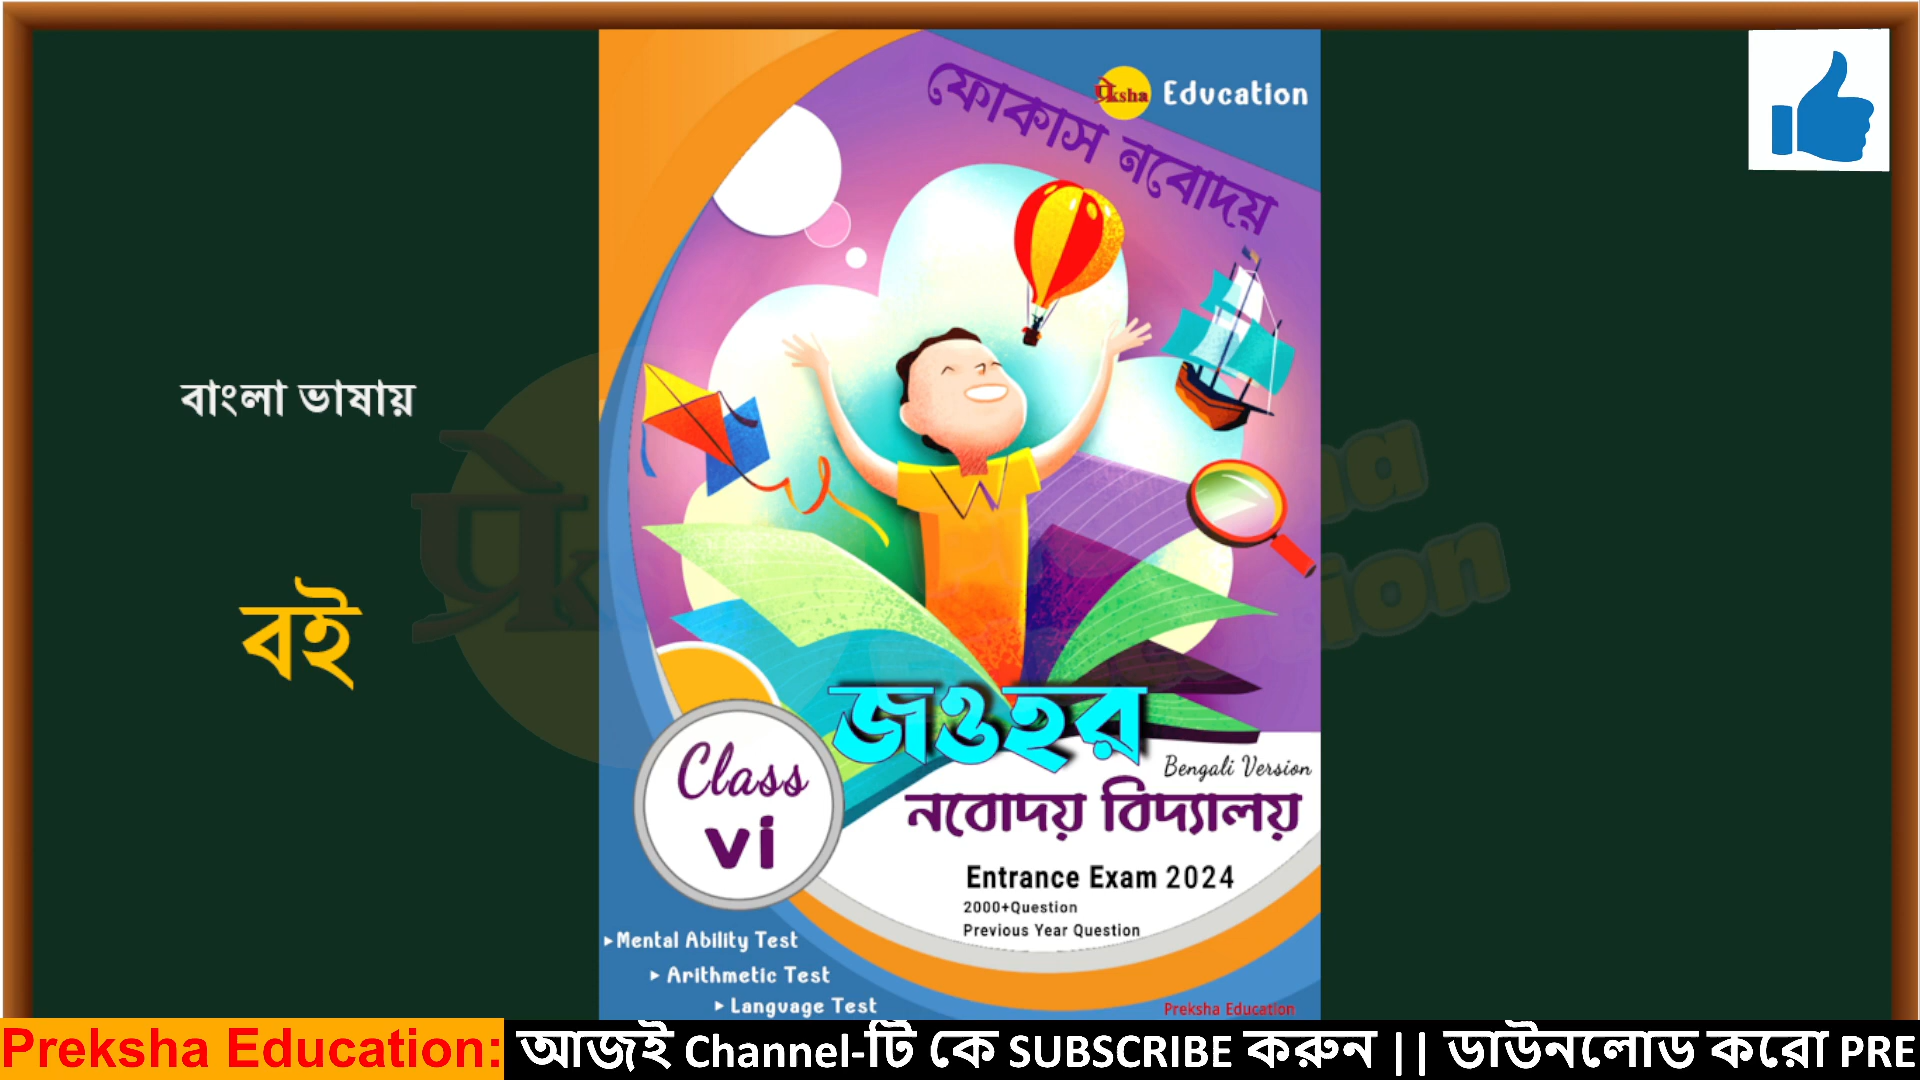 প্রেksha Education
ফোকাস নবোদয়
বাংলা ভাষায়
বই
জওহর
Bengali Version
নবোদয় বিদ্যালয়
Class
vi
Entrance Exam 2024
2000+Question
Previous Year Question
▸Mental Ability Test
▸ Arithmetic Test
▸ Language Test
Preksha Education
Preksha Education: আজই Channel-টি কে SUBSCRIBE করুন || ডাউনলোড করো PRE